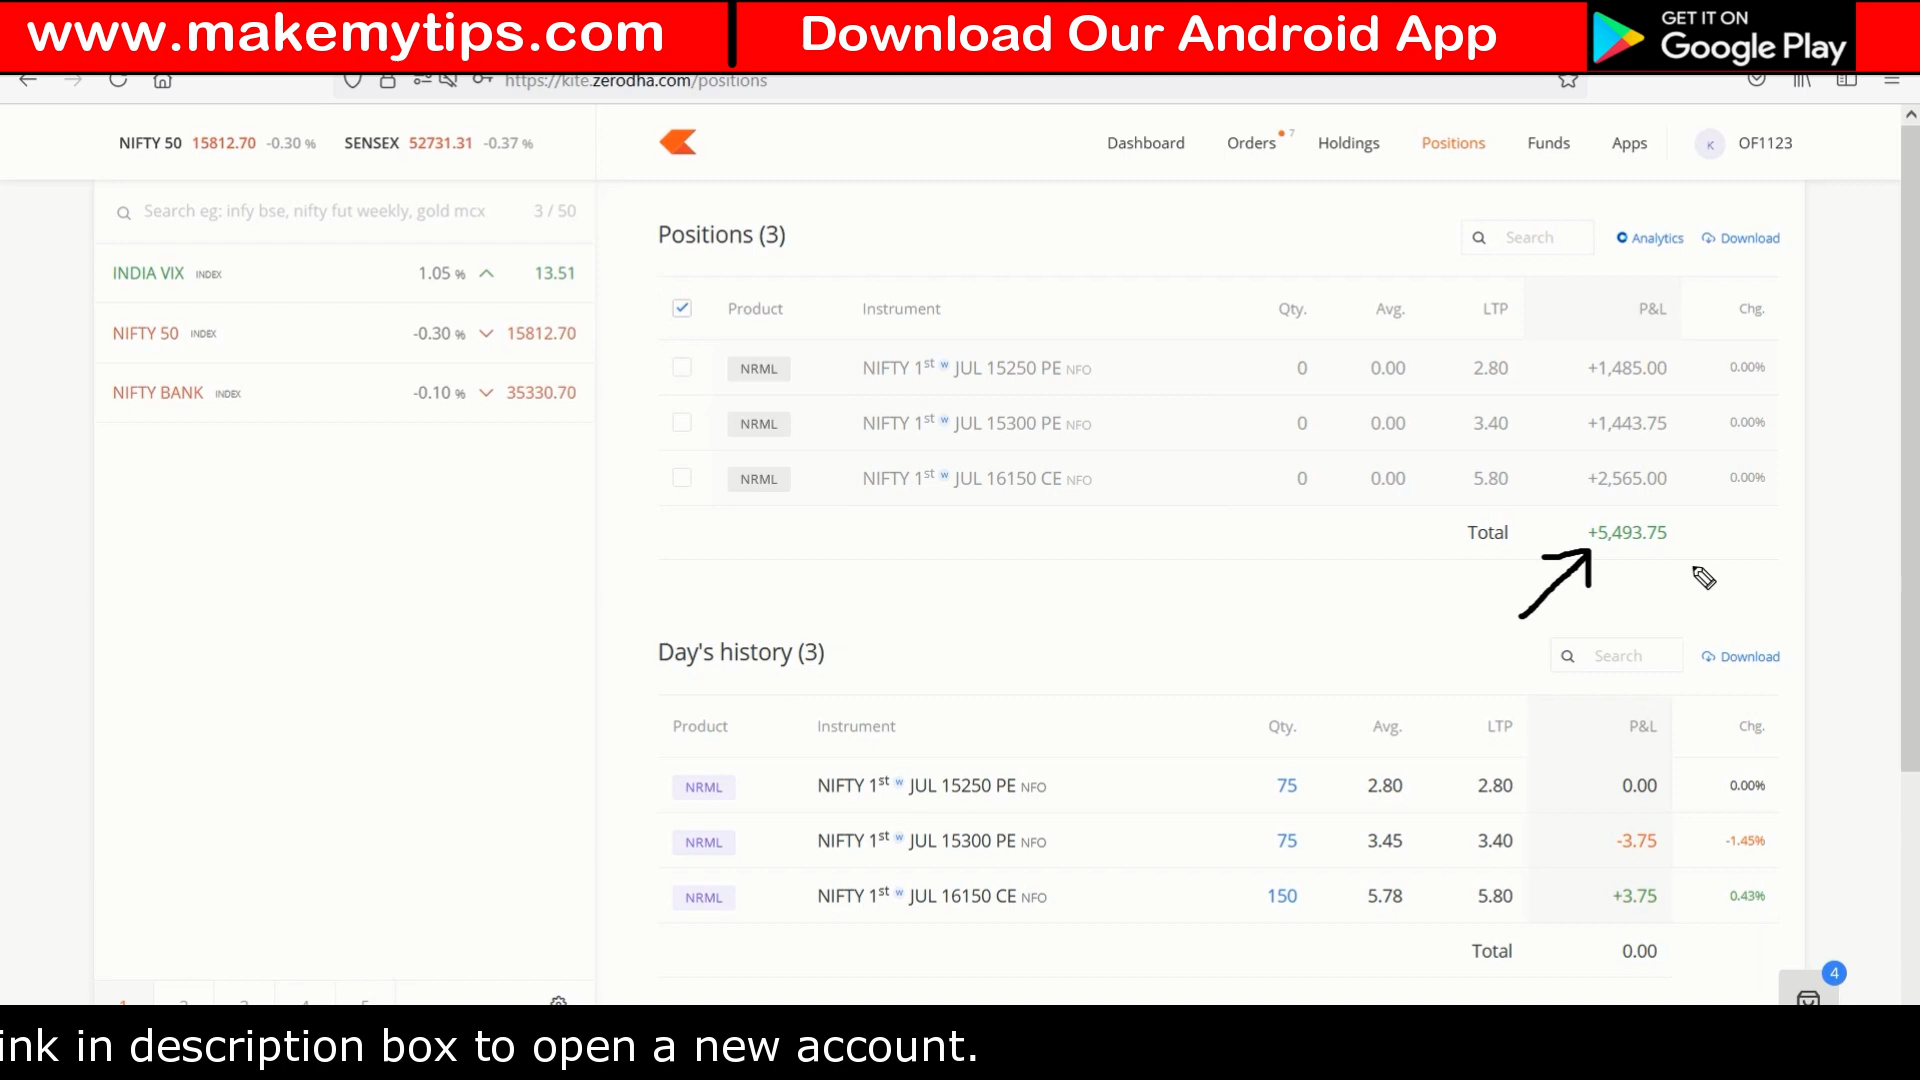 www.makemytips.com
Download Our Android App
GET IT ON
Google Play
https://kite.zerodha.com/positions
NIFTY 50 15812.70 -0.30 % SENSEX 52731.31 -0.37 %
Dashboard Orders 7 Holdings Positions Funds Apps K OF1123
Search eg: infy bse, nifty fut weekly, gold mcx 3 / 50
INDIA VIX INDEX 1.05 % 13.51
NIFTY 50 INDEX -0.30 % 15812.70
NIFTY BANK INDEX -0.10 % 35330.70
Positions (3) Search Analytics Download
Product Instrument Qty. Avg. LTP P&L Chg.
NRML NIFTY 1st w JUL 15250 PE NFO 0 0.00 2.80 +1,485.00 0.00%
NRML NIFTY 1st w JUL 15300 PE NFO 0 0.00 3.40 +1,443.75 0.00%
NRML NIFTY 1st w JUL 16150 CE NFO 0 0.00 5.80 +2,565.00 0.00%
Total +5,493.75
Day's history (3) Search Download
Product Instrument Qty. Avg. LTP P&L Chg.
NRML NIFTY 1st w JUL 15250 PE NFO 75 2.80 2.80 0.00 0.00%
NRML NIFTY 1st w JUL 15300 PE NFO 75 3.45 3.40 -3.75 -1.45%
NRML NIFTY 1st w JUL 16150 CE NFO 150 5.78 5.80 +3.75 0.43%
Total 0.00
4
ink in description box to open a new account.